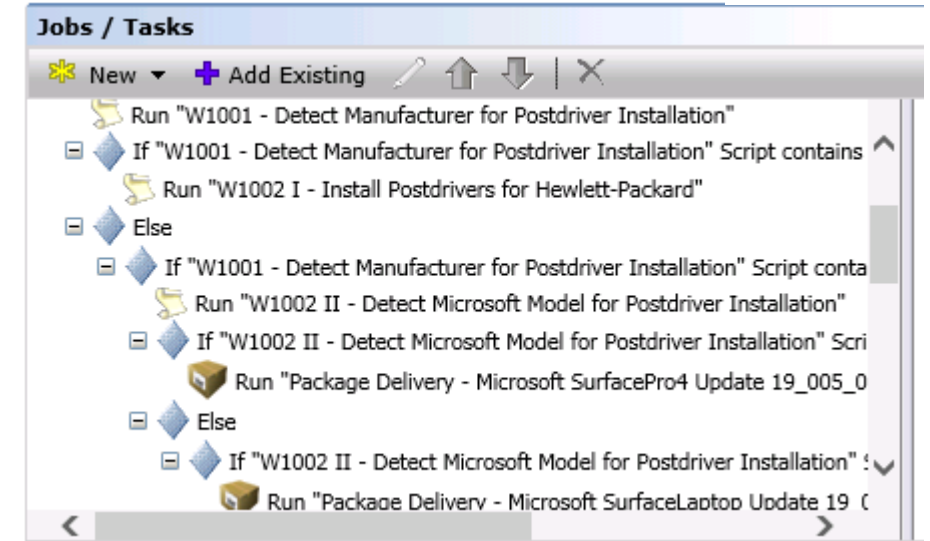 Jobs / Tasks
New Add Existing
Run "W1001 - Detect Manufacturer for Postdriver Installation"
If "W1001 - Detect Manufacturer for Postdriver Installation" Script contains
Run "W1002 I - Install Postdrivers for Hewlett-Packard"
Else
If "W1001 - Detect Manufacturer for Postdriver Installation" Script conta
Run "W1002 II - Detect Microsoft Model for Postdriver Installation"
If "W1002 II - Detect Microsoft Model for Postdriver Installation" Scri
Run "Package Delivery - Microsoft SurfacePro4 Update 19_005_0
Else
If "W1002 II - Detect Microsoft Model for Postdriver Installation"
Run "Package Delivery - Microsoft SurfaceLaptop Update 19